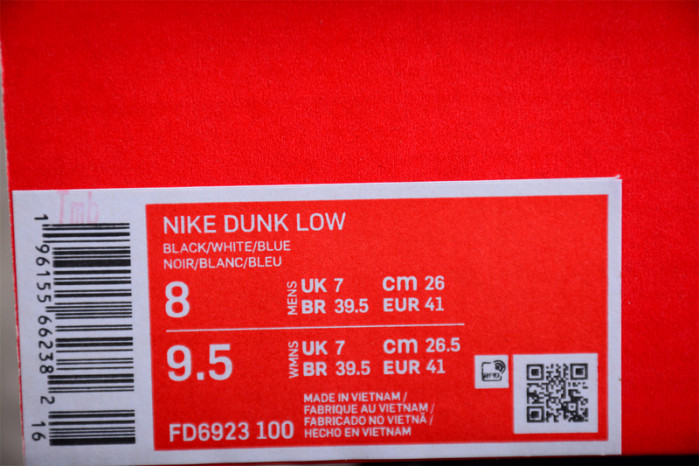 Imb
1 96155 66238 2 16
NIKE DUNK LOW
BLACK/WHITE/BLUE
NOIR/BLANC/BLEU
8 MENS UK 7 cm 26
BR 39.5 EUR 41
9.5 WMNS UK 7 cm 26.5
BR 39.5 EUR 41
MADE IN VIETNAM /
FABRIQUE AU VIETNAM /
FABRICADO NO VIETNÃ /
HECHO EN VIETNAM
FD6923 100
RFID